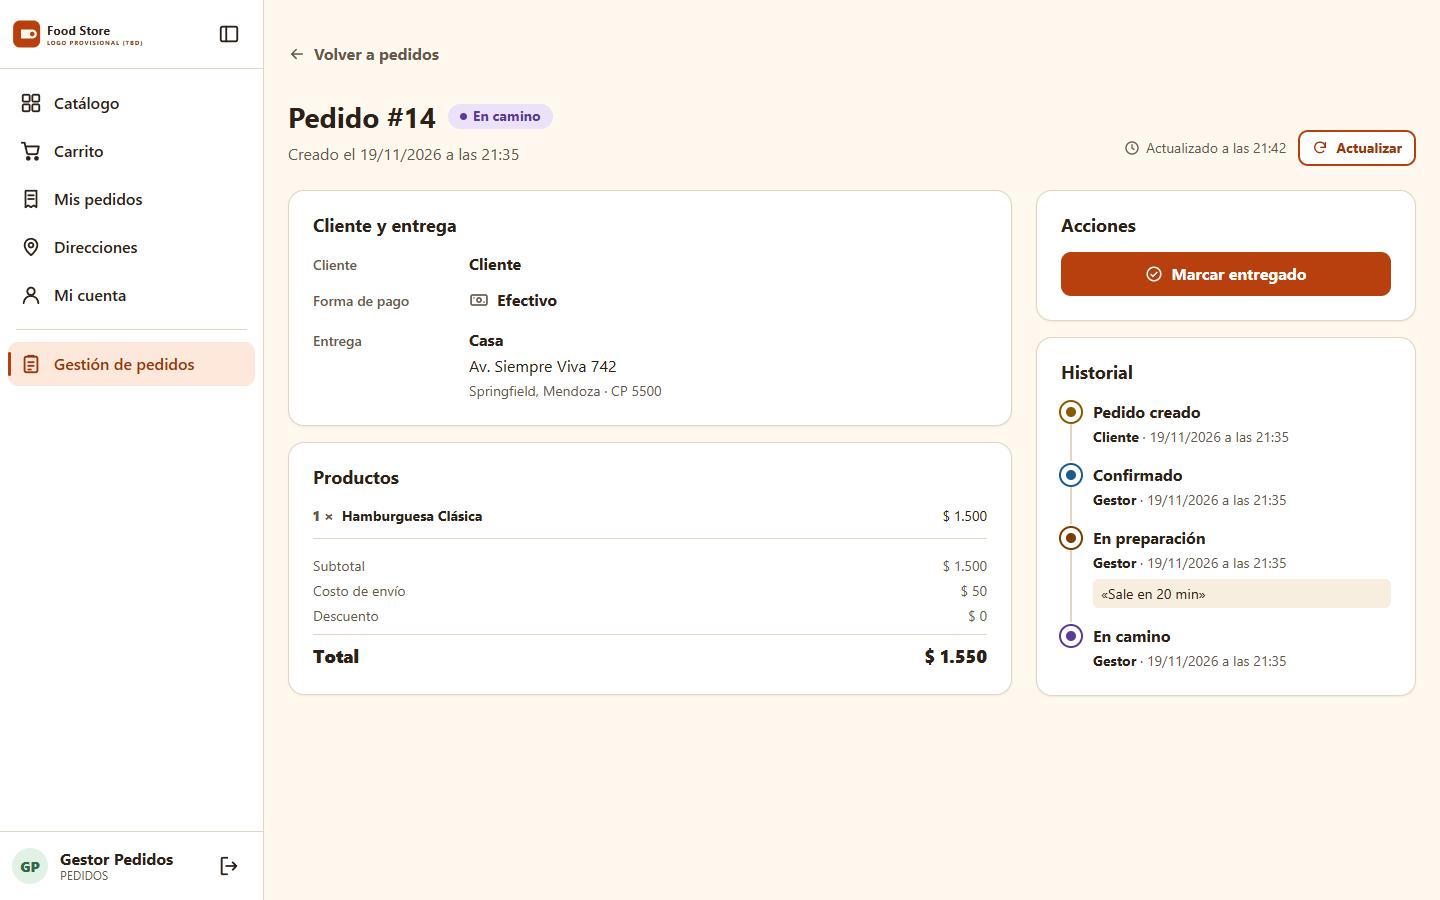 Food Store
LOGO PROVISIONAL (TBD)
Catálogo
Carrito
Mis pedidos
Direcciones
Mi cuenta
Gestión de pedidos
GP
Gestor Pedidos
PEDIDOS
Volver a pedidos
Pedido #14
En camino
Creado el 19/11/2026 a las 21:35
Actualizado a las 21:42
Actualizar
Cliente y entrega
Cliente
Cliente
Forma de pago
Efectivo
Entrega
Casa
Av. Siempre Viva 742
Springfield, Mendoza · CP 5500
Productos
1 × Hamburguesa Clásica $ 1.500
Subtotal $ 1.500
Costo de envío $ 50
Descuento $ 0
Total $ 1.550
Acciones
Marcar entregado
Historial
Pedido creado
Cliente · 19/11/2026 a las 21:35
Confirmado
Gestor · 19/11/2026 a las 21:35
En preparación
Gestor · 19/11/2026 a las 21:35
«Sale en 20 min»
En camino
Gestor · 19/11/2026 a las 21:35